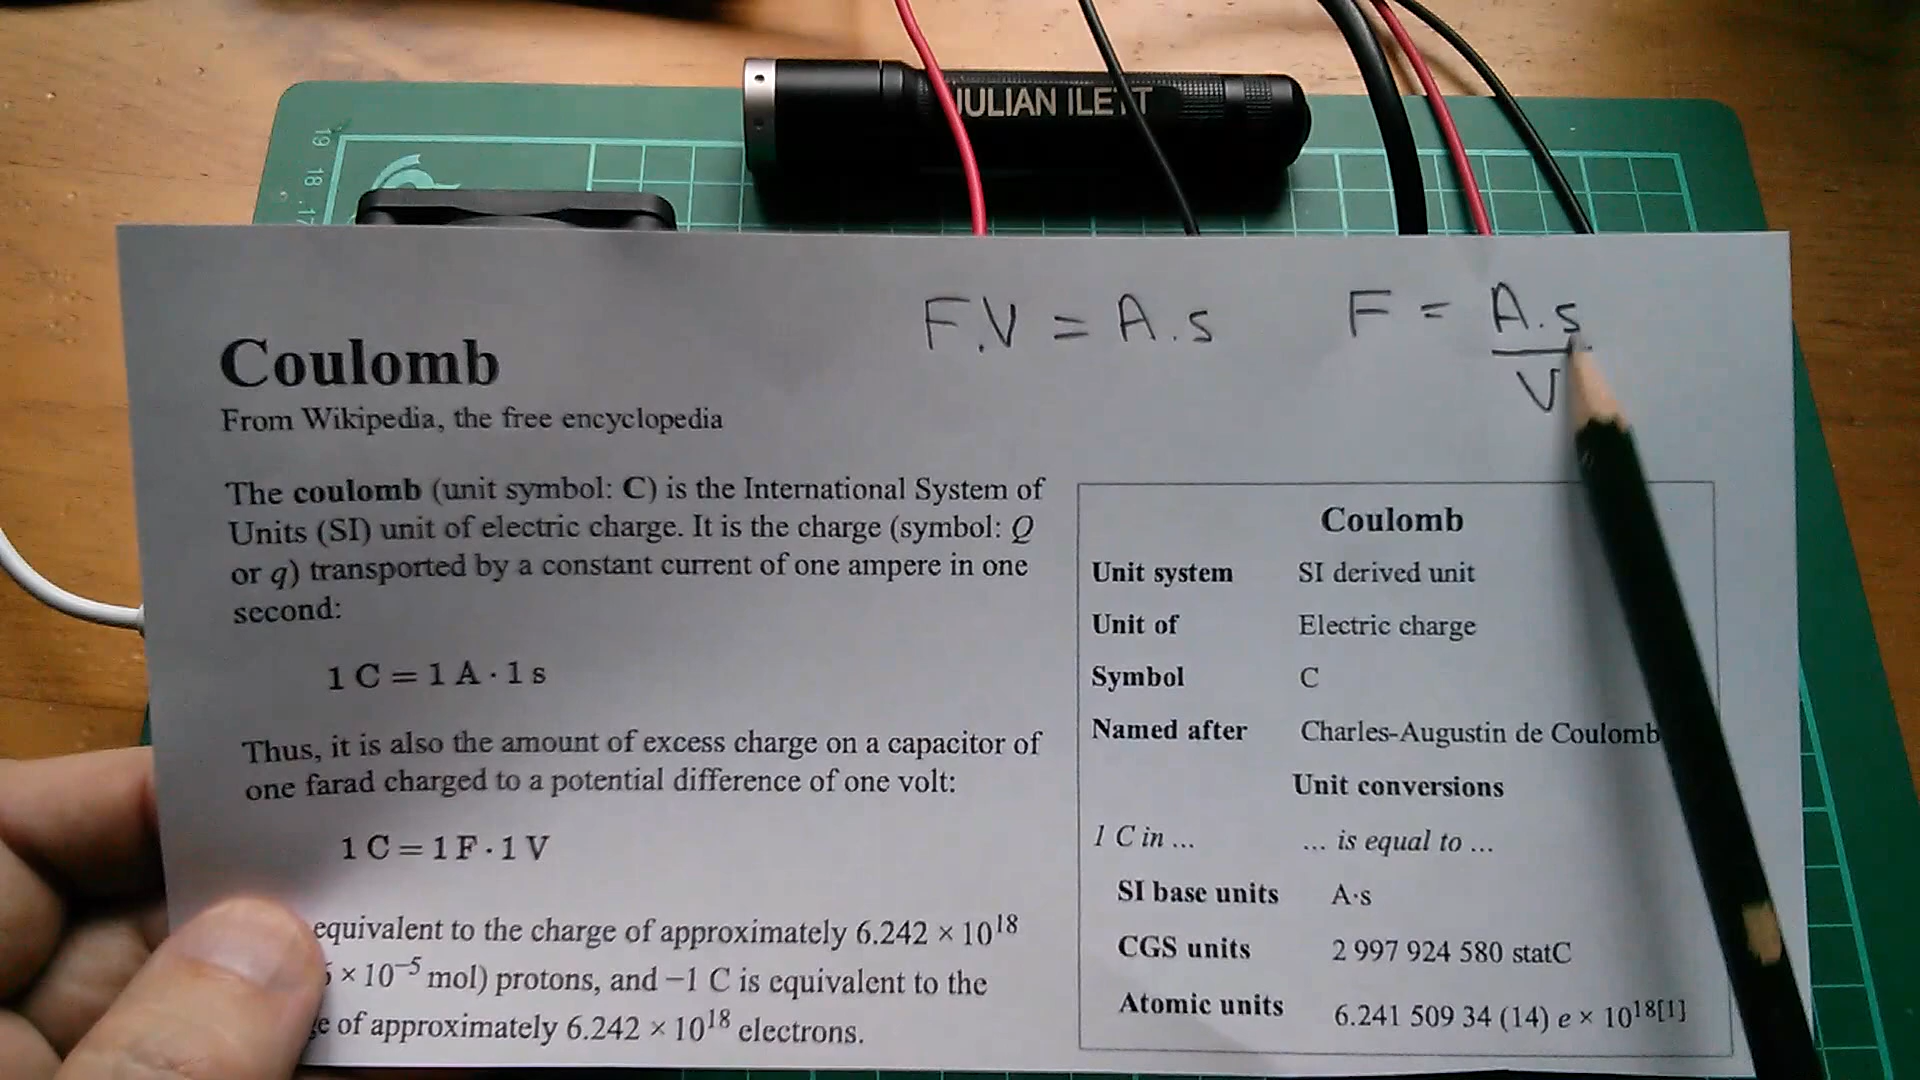 19
18
17
JULIAN ILETT
F.V = A.s
F = A.s
V
Coulomb
From Wikipedia, the free encyclopedia
The coulomb (unit symbol: C) is the International System of
Units (SI) unit of electric charge. It is the charge (symbol: Q
or q) transported by a constant current of one ampere in one
second:
1 C = 1 A · 1 s
Thus, it is also the amount of excess charge on a capacitor of
one farad charged to a potential difference of one volt:
1 C = 1 F · 1 V
equivalent to the charge of approximately 6.242 × 10^18
× 10^−5 mol) protons, and −1 C is equivalent to the
of approximately 6.242 × 10^18 electrons.
Coulomb
Unit system SI derived unit
Unit of Electric charge
Symbol C
Named after Charles-Augustin de Coulomb
Unit conversions
1 C in ... ... is equal to ...
SI base units A·s
CGS units 2 997 924 580 statC
Atomic units 6.241 509 34 (14) e × 10^18[1]